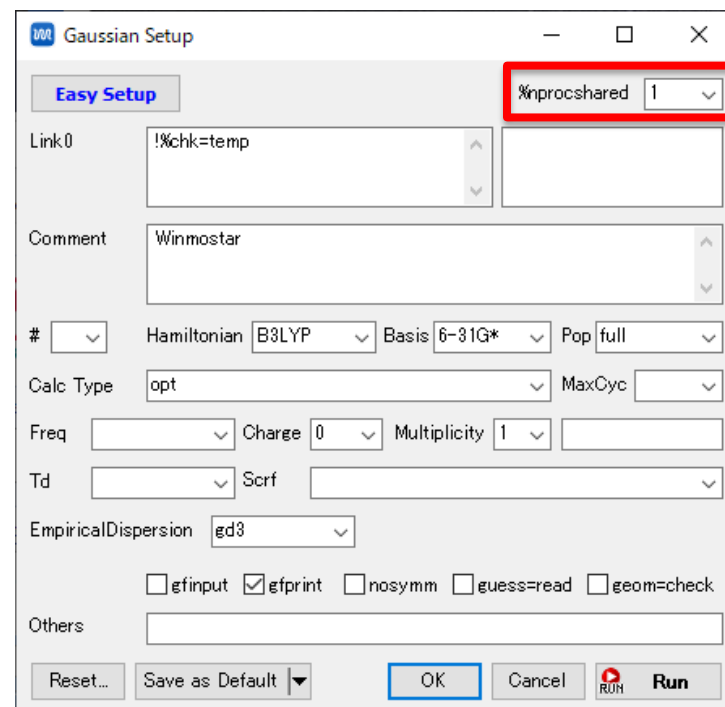 Gaussian Setup
Easy Setup
%nprocshared 1
Link0 !%chk=temp
Comment Winmostar
# Hamiltonian B3LYP Basis 6-31G* Pop full
Calc Type opt MaxCyc
Freq Charge 0 Multiplicity 1
Td Scrf
EmpiricalDispersion gd3
gfinput gfprint nosymm guess=read geom=check
Others
Reset... Save as Default OK Cancel RUN Run